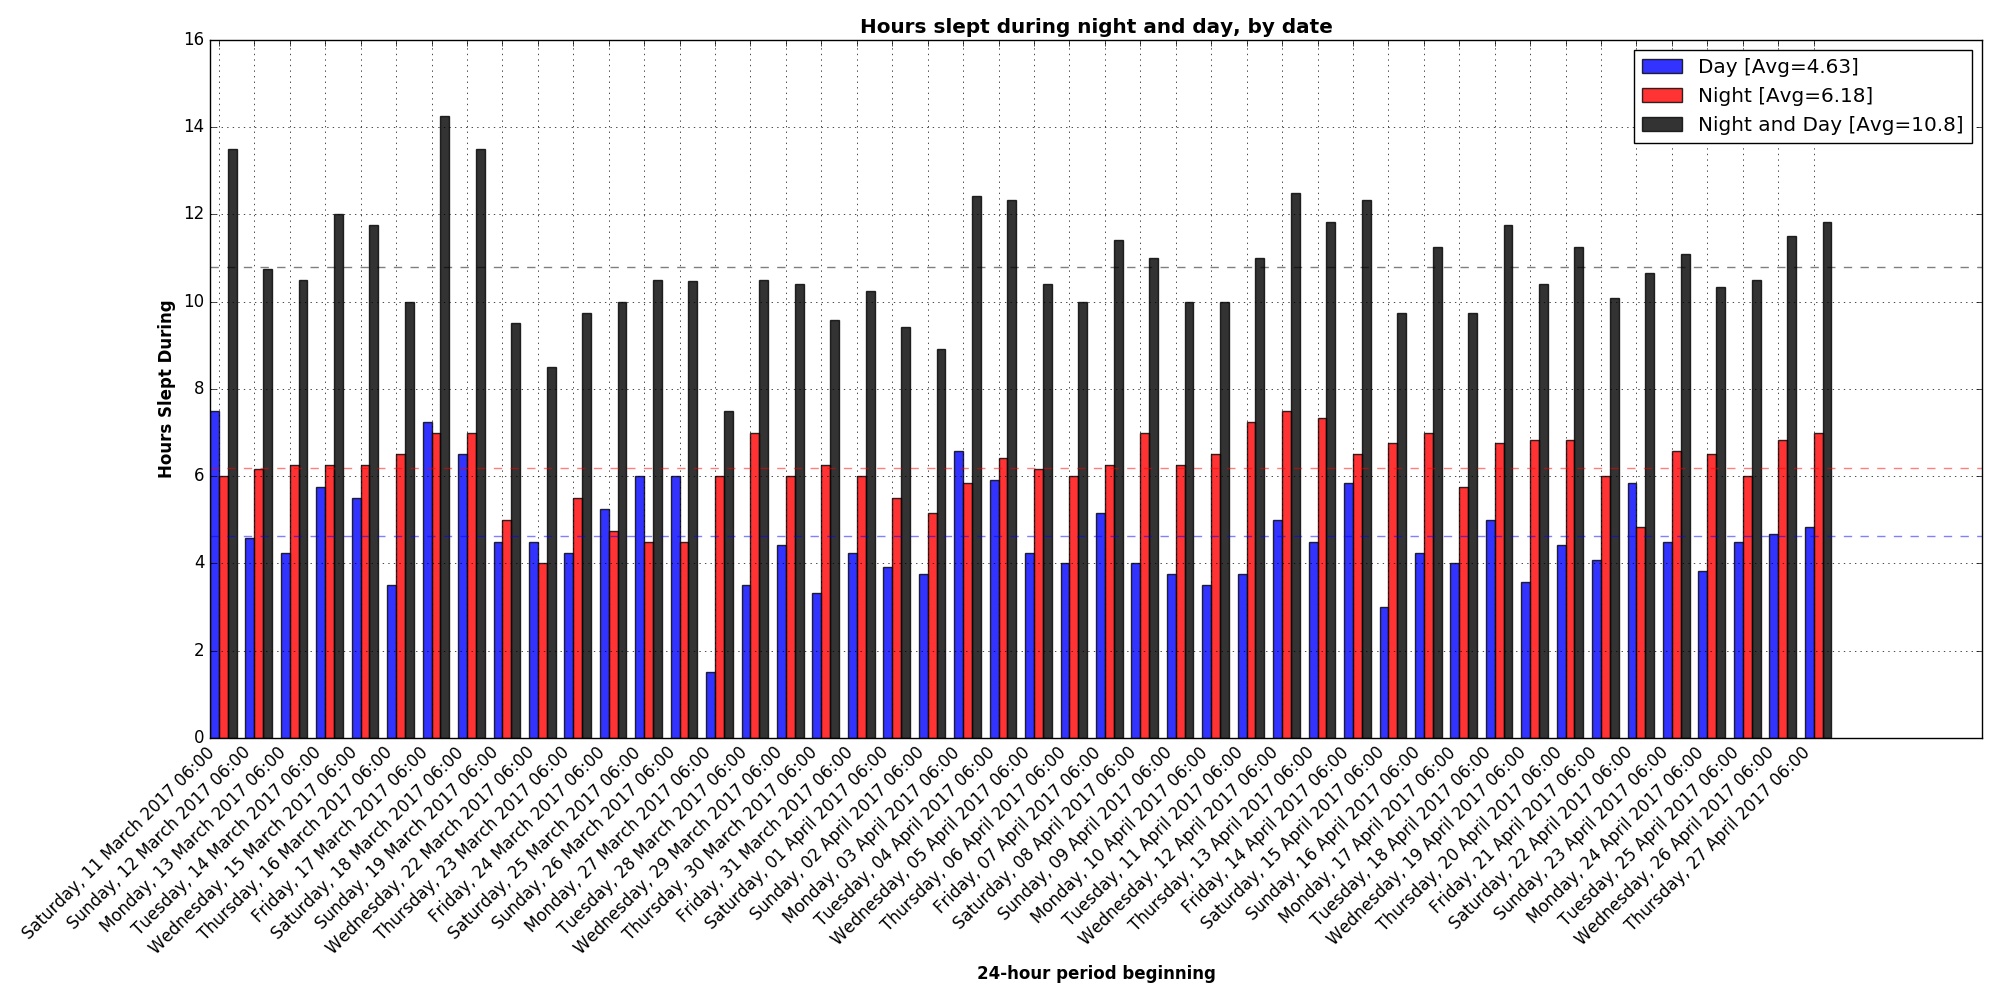 Hours slept during night and day, by date
Day [Avg=4.63]
Night [Avg=6.18]
Night and Day [Avg=10.8]
Hours Slept During
16
14
12
10
8
6
4
2
0
Saturday, 11 March 2017 06:00
Sunday, 12 March 2017 06:00
Monday, 13 March 2017 06:00
Tuesday, 14 March 2017 06:00
Wednesday, 15 March 2017 06:00
Thursday, 16 March 2017 06:00
Friday, 17 March 2017 06:00
Saturday, 18 March 2017 06:00
Sunday, 19 March 2017 06:00
Wednesday, 22 March 2017 06:00
Thursday, 23 March 2017 06:00
Friday, 24 March 2017 06:00
Saturday, 25 March 2017 06:00
Sunday, 26 March 2017 06:00
Monday, 27 March 2017 06:00
Tuesday, 28 March 2017 06:00
Wednesday, 29 March 2017 06:00
Thursday, 30 March 2017 06:00
Friday, 31 March 2017 06:00
Saturday, 01 April 2017 06:00
Sunday, 02 April 2017 06:00
Monday, 03 April 2017 06:00
Tuesday, 04 April 2017 06:00
Wednesday, 05 April 2017 06:00
Thursday, 06 April 2017 06:00
Friday, 07 April 2017 06:00
Saturday, 08 April 2017 06:00
Sunday, 09 April 2017 06:00
Monday, 10 April 2017 06:00
Tuesday, 11 April 2017 06:00
Wednesday, 12 April 2017 06:00
Thursday, 13 April 2017 06:00
Friday, 14 April 2017 06:00
Saturday, 15 April 2017 06:00
Sunday, 16 April 2017 06:00
Monday, 17 April 2017 06:00
Tuesday, 18 April 2017 06:00
Wednesday, 19 April 2017 06:00
Thursday, 20 April 2017 06:00
Friday, 21 April 2017 06:00
Saturday, 22 April 2017 06:00
Sunday, 23 April 2017 06:00
Monday, 24 April 2017 06:00
Tuesday, 25 April 2017 06:00
Wednesday, 26 April 2017 06:00
Thursday, 27 April 2017 06:00
24-hour period beginning